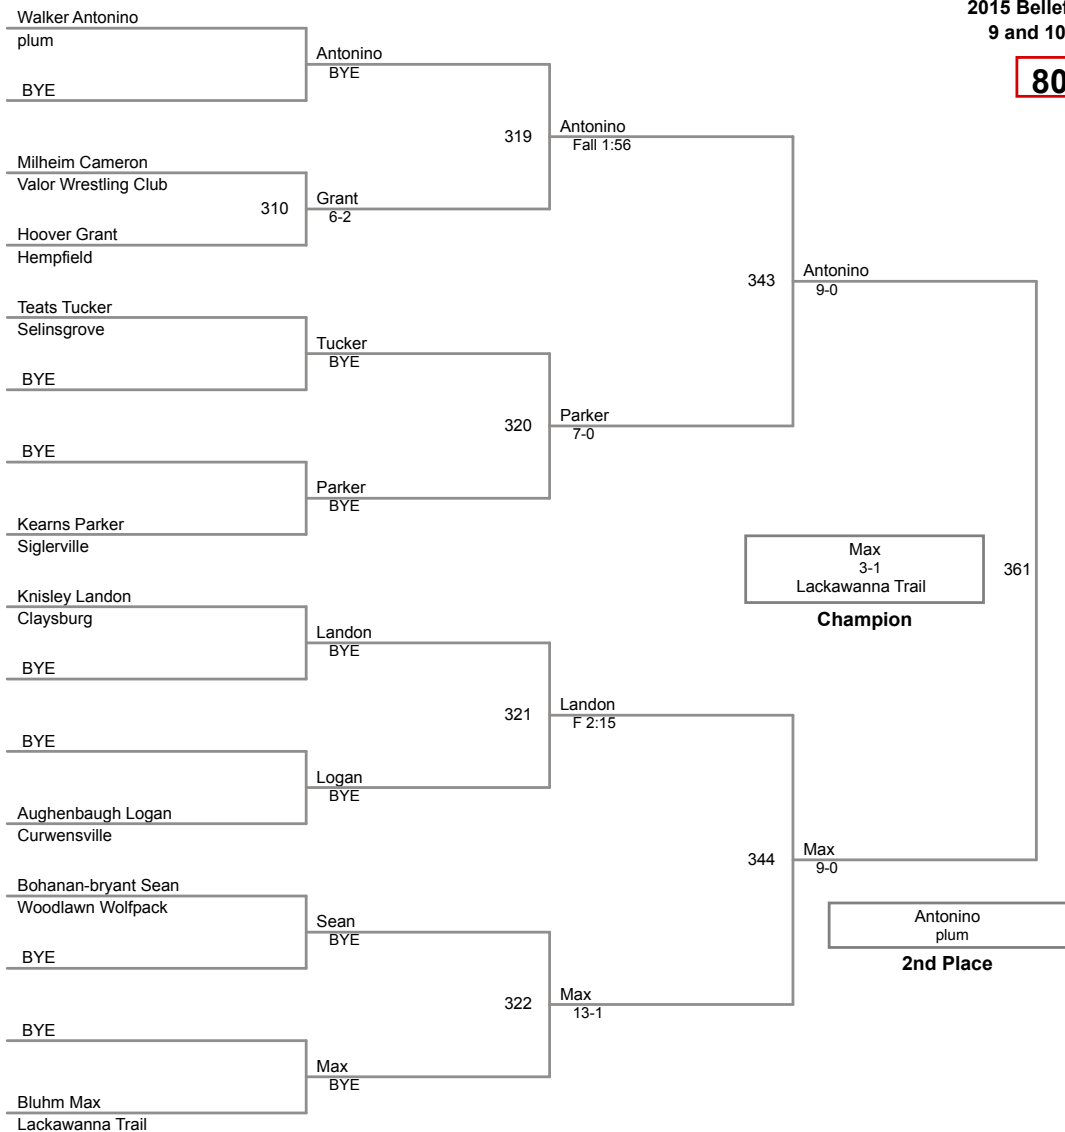 2015 Bellef
9 and 10
80
Walker Antonino
plum
BYE
Antonino
BYE
319
Antonino
Fall 1:56
Milheim Cameron
Valor Wrestling Club
310
Grant
6-2
Hoover Grant
Hempfield
343
Antonino
9-0
Teats Tucker
Selinsgrove
Tucker
BYE
BYE
320
Parker
7-0
BYE
Parker
BYE
Kearns Parker
Siglerville
Max
3-1
Lackawanna Trail
361
Champion
Knisley Landon
Claysburg
Landon
BYE
BYE
321
Landon
F 2:15
BYE
Logan
BYE
Aughenbaugh Logan
Curwensville
344
Max
9-0
Bohanan-bryant Sean
Woodlawn Wolfpack
Sean
BYE
BYE
Antonino
plum
2nd Place
322
Max
13-1
BYE
Max
BYE
Bluhm Max
Lackawanna Trail